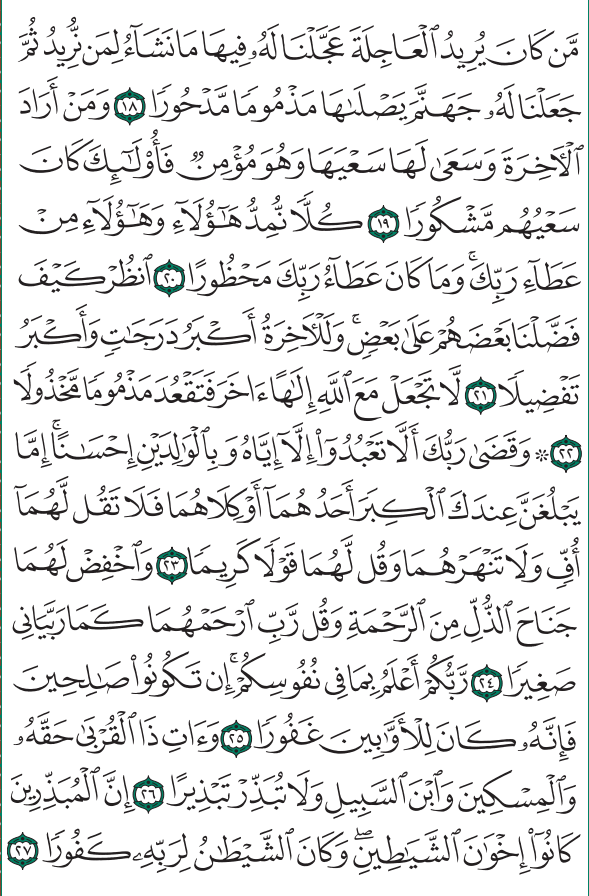 مَّن كَانَ يُرِيدُ ٱلۡعَاجِلَةَ عَجَّلۡنَا لَهُۥ فِيهَا مَا نَشَآءُ لِمَن نُّرِيدُ ثُمَّ
جَعَلۡنَا لَهُۥ جَهَنَّمَ يَصۡلَىٰهَا مَذۡمُومٗا مَّدۡحُورٗا ١٨ وَمَنۡ أَرَادَ
ٱلۡأٓخِرَةَ وَسَعَىٰ لَهَا سَعۡيَهَا وَهُوَ مُؤۡمِنٞ فَأُوْلَٰٓئِكَ كَانَ
سَعۡيُهُم مَّشۡكُورٗا ١٩ كُلّٗا نُّمِدُّ هَٰٓؤُلَآءِ وَهَٰٓؤُلَآءِ مِنۡ
عَطَآءِ رَبِّكَۚ وَمَا كَانَ عَطَآءُ رَبِّكَ مَحۡظُورًا ٢٠ ٱنظُرۡ كَيۡفَ
فَضَّلۡنَا بَعۡضَهُمۡ عَلَىٰ بَعۡضٖۚ وَلَلۡأٓخِرَةُ أَكۡبَرُ دَرَجَٰتٖ وَأَكۡبَرُ
تَفۡضِيلٗا ٢١ لَّا تَجۡعَلۡ مَعَ ٱللَّهِ إِلَٰهًا ءَاخَرَ فَتَقۡعُدَ مَذۡمُومٗا مَّخۡذُولٗا
٢٢ ۞ وَقَضَىٰ رَبُّكَ أَلَّا تَعۡبُدُوٓاْ إِلَّآ إِيَّاهُ وَبِٱلۡوَٰلِدَيۡنِ إِحۡسَٰنًاۚ إِمَّا
يَبۡلُغَنَّ عِندَكَ ٱلۡكِبَرَ أَحَدُهُمَآ أَوۡ كِلَاهُمَا فَلَا تَقُل لَّهُمَآ
أُفّٖ وَلَا تَنۡهَرۡهُمَا وَقُل لَّهُمَا قَوۡلٗا كَرِيمٗا ٢٣ وَٱخۡفِضۡ لَهُمَا
جَنَاحَ ٱلذُّلِّ مِنَ ٱلرَّحۡمَةِ وَقُل رَّبِّ ٱرۡحَمۡهُمَا كَمَا رَبَّيَانِي
صَغِيرٗا ٢٤ رَّبُّكُمۡ أَعۡلَمُ بِمَا فِي نُفُوسِكُمۡۚ إِن تَكُونُواْ صَٰلِحِينَ
فَإِنَّهُۥ كَانَ لِلۡأَوَّٰبِينَ غَفُورٗا ٢٥ وَءَاتِ ذَا ٱلۡقُرۡبَىٰ حَقَّهُۥ
وَٱلۡمِسۡكِينَ وَٱبۡنَ ٱلسَّبِيلِ وَلَا تُبَذِّرۡ تَبۡذِيرًا ٢٦ إِنَّ ٱلۡمُبَذِّرِينَ
كَانُوٓاْ إِخۡوَٰنَ ٱلشَّيَٰطِينِۖ وَكَانَ ٱلشَّيۡطَٰنُ لِرَبِّهِۦ كَفُورٗا ٢٧